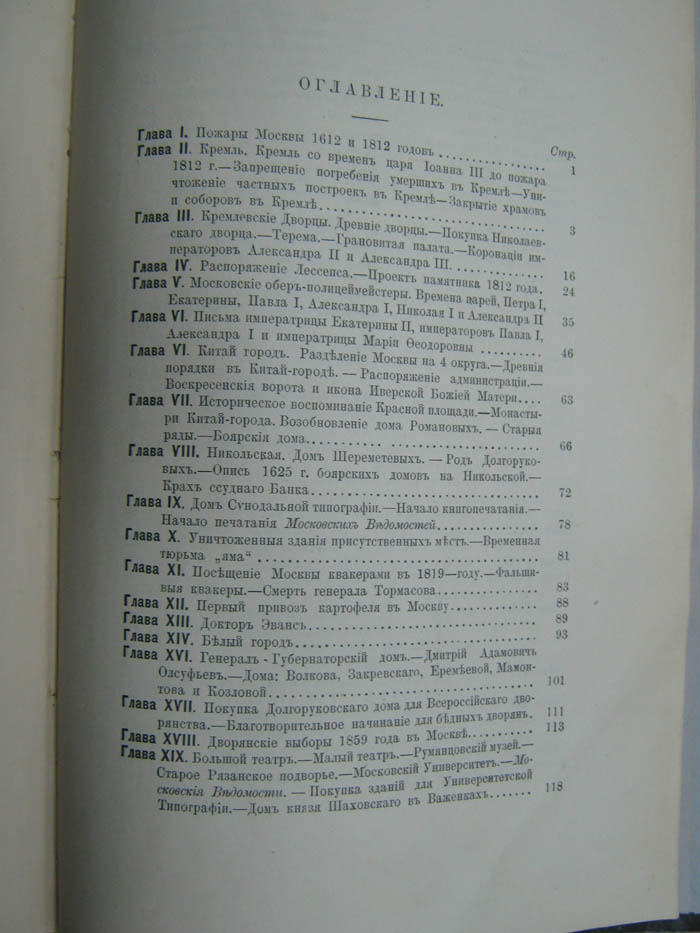 ОГЛАВЛЕНІЕ.
Стр.
Глава I. Пожары Москвы 1612 и 1812 годовъ . . . . . . . . . . . . . . . 1
Глава II. Кремль. Кремль со временъ царя Іоанна III до пожара
1812 г.—Запрещеніе погребенія умершихъ въ Кремлѣ—Уни-
чтоженіе частныхъ построекъ въ Кремлѣ—Закрытіе храмовъ
и соборовъ въ Кремлѣ. . . . . . . . . . . . . . . . . . . . . 3
Глава III. Кремлевскіе Дворцы. Древніе дворцы.—Покупка Николаев-
скаго дворца.—Терема.—Грановитая палата.—Коронаціи им-
ператоровъ Александра II и Александра III. . . . . . . . . . . 16
Глава IV. Распоряженіе Лессепса.—Проектъ памятника 1812 года. 24
Глава V. Московскіе оберъ-полицеймейстеры. Времена царей, Петра I,
Екатерины, Павла I, Александра I, Николая I и Александра II 35
Глава VI. Письма императрицы Екатерины II, императоровъ Павла I,
Александра I и императрицы Маріи Ѳеодоровны . . . . . . . . . 46
Глава VI. Китай городъ. Раздѣленіе Москвы на 4 округа.—Древнія
порядки въ Китай-городѣ. — Распоряженіе администраціи.—
Воскресенскія ворота и икона Иверской Божіей Матери. . . . 63
Глава VII. Историческое воспоминаніе Красной площади.—Монасты-
ри Китай-города. Возобновленіе дома Романовыхъ.—Старыя
ряды.—Боярскія дома. . . . . . . . . . . . . . . . . . . . . . 66
Глава VIII. Никольская. Домъ Шереметевыхъ. — Родъ Долгоруко-
выхъ.—Опись 1625 г. боярскихъ домовъ на Никольской.—
Крахъ ссуднаго Банка . . . . . . . . . . . . . . . . . . . . . 72
Глава IX. Домъ Сѵнодальной типографіи.—Начало книгопечатанія.—
Начало печатанія Московскихъ Вѣдомостей. . . . . . . . . . . 78
Глава X. Уничтоженныя зданія присутственныхъ мѣстъ.—Временная
тюрьма „яма“ . . . . . . . . . . . . . . . . . . . . . . . . . 81
Глава XI. Посѣщеніе Москвы квакерами въ 1819—году.—Фальши-
выя квакеры.—Смерть генерала Тормасова. . . . . . . . . . . . 83
Глава XII. Первый привозъ картофеля въ Москву . . . . . . . . . 88
Глава XIII. Докторъ Эвансъ. . . . . . . . . . . . . . . . . . . 89
Глава XIV. Бѣлый городъ. . . . . . . . . . . . . . . . . . . . . 93
Глава XVI. Генералъ-Губернаторскій домъ.—Дмитрій Адамовичъ
Олсуфьевъ.—Дома: Волкова, Закревскаго, Еремѣевой, Мамон-
това и Козловой. . . . . . . . . . . . . . . . . . . . . . . . 101
Глава XVII. Покупка Долгоруковскаго дома для Всероссійскаго дво-
рянства.—Благотворительное начинаніе для бѣдныхъ дворянъ. 111
Глава XVIII. Дворянскіе выборы 1859 года въ Москвѣ. . . . . . . 113
Глава XIX. Большой театръ.—Малый театръ.—Румянцовскій музей.—
Старое Рязанское подворье.—Московскій Университетъ.—Мо-
сковскія Вѣдомости. — Покупка зданій для Университетской
Типографіи.—Домъ князя Шаховскаго въ Важенкахъ. . . . . . . 118